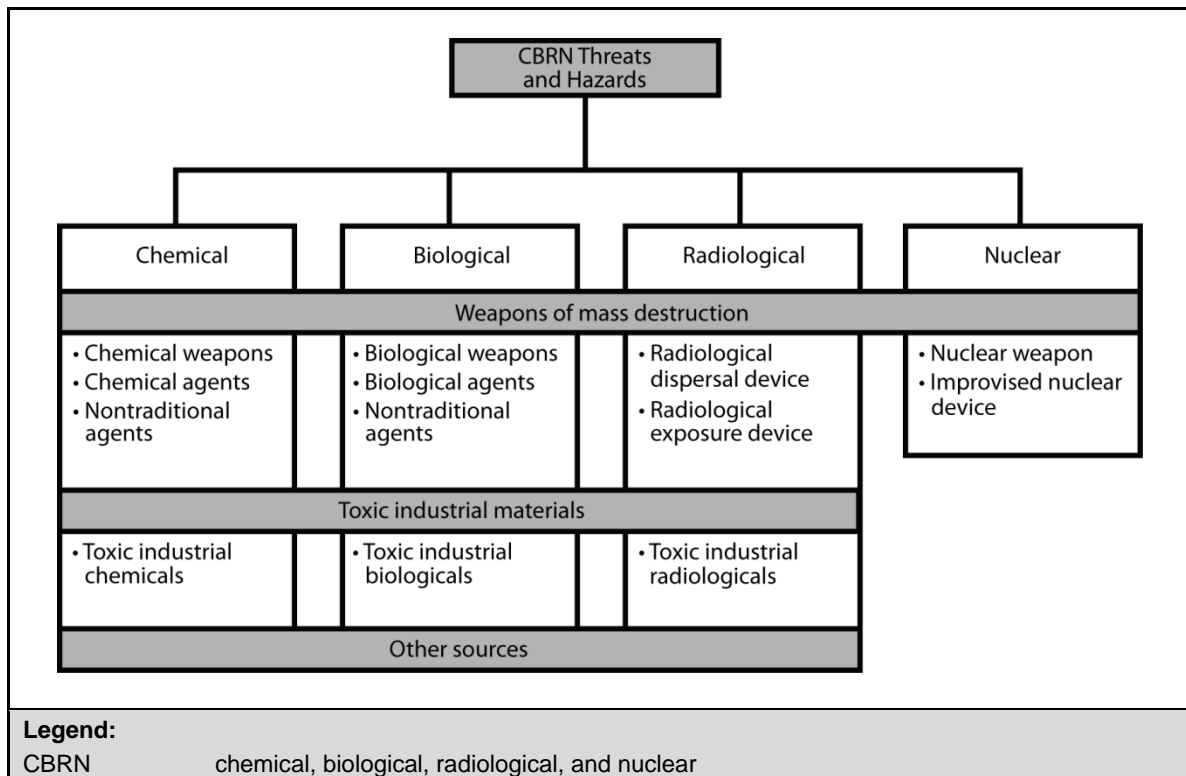 CBRN Threats
and Hazards
Chemical
Biological
Radiological
Nuclear
Weapons of mass destruction
• Chemical weapons
• Chemical agents
• Nontraditional
agents
• Biological weapons
• Biological agents
• Nontraditional
agents
• Radiological
dispersal device
• Radiological
exposure device
• Nuclear weapon
• Improvised nuclear
device
Toxic industrial materials
• Toxic industrial
chemicals
• Toxic industrial
biologicals
• Toxic industrial
radiologicals
Other sources
Legend:
CBRN chemical, biological, radiological, and nuclear